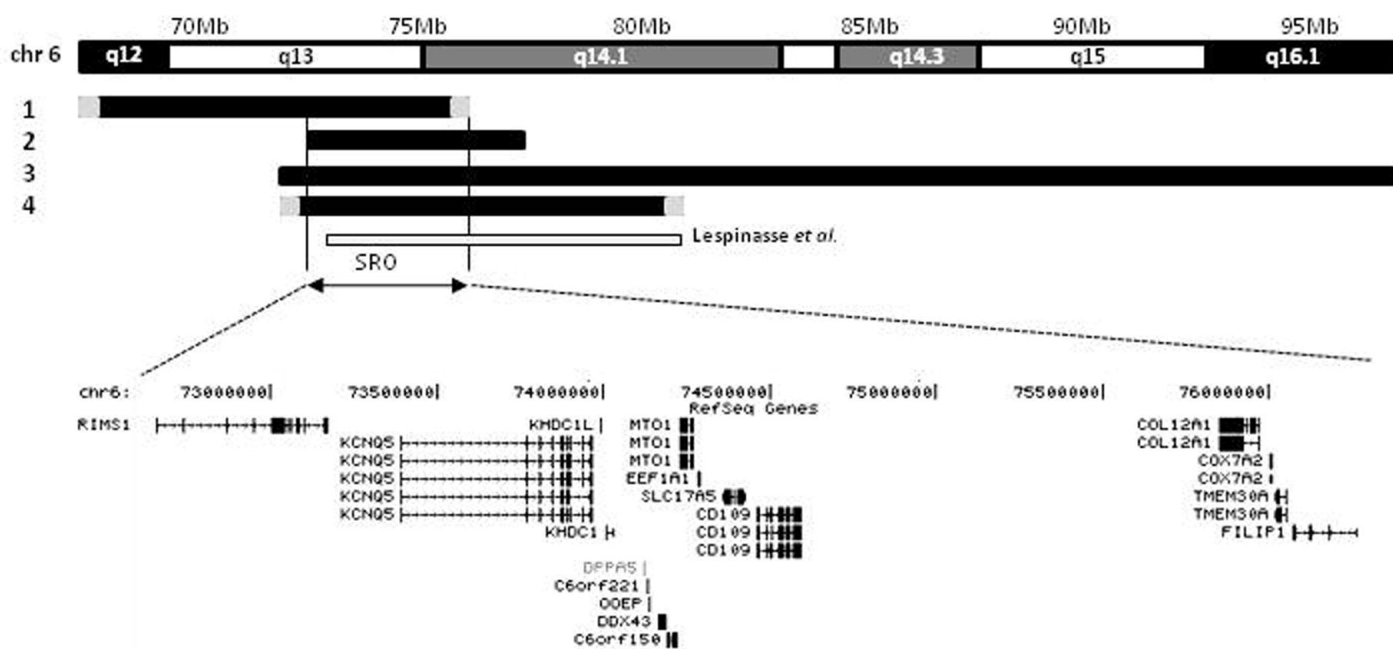 70Mb 75Mb 80Mb 85Mb 90Mb 95Mb
chr 6 q12 q13 q14.1 q14.3 q15 q16.1
1
2
3
4
Lespinasse et al.
SRO
chr6: 73000000| 73500000| 74000000| 74500000| 75000000| 75500000| 76000000|
RefSeq Genes
RIMS1 KHDC1L MTO1 COL12A1
KCNQ5 MTO1 COL12A1
KCNQ5 MTO1 COX7A2
KCNQ5 EEF1A1 COX7A2
KCNQ5 SLC17A5 TMEM30A
KCNQ5 CD109 TMEM30A
KHDC1 CD109 FILIP1
CD109
DPPA5
C6orf221
OOEP
DDX43
C6orf150